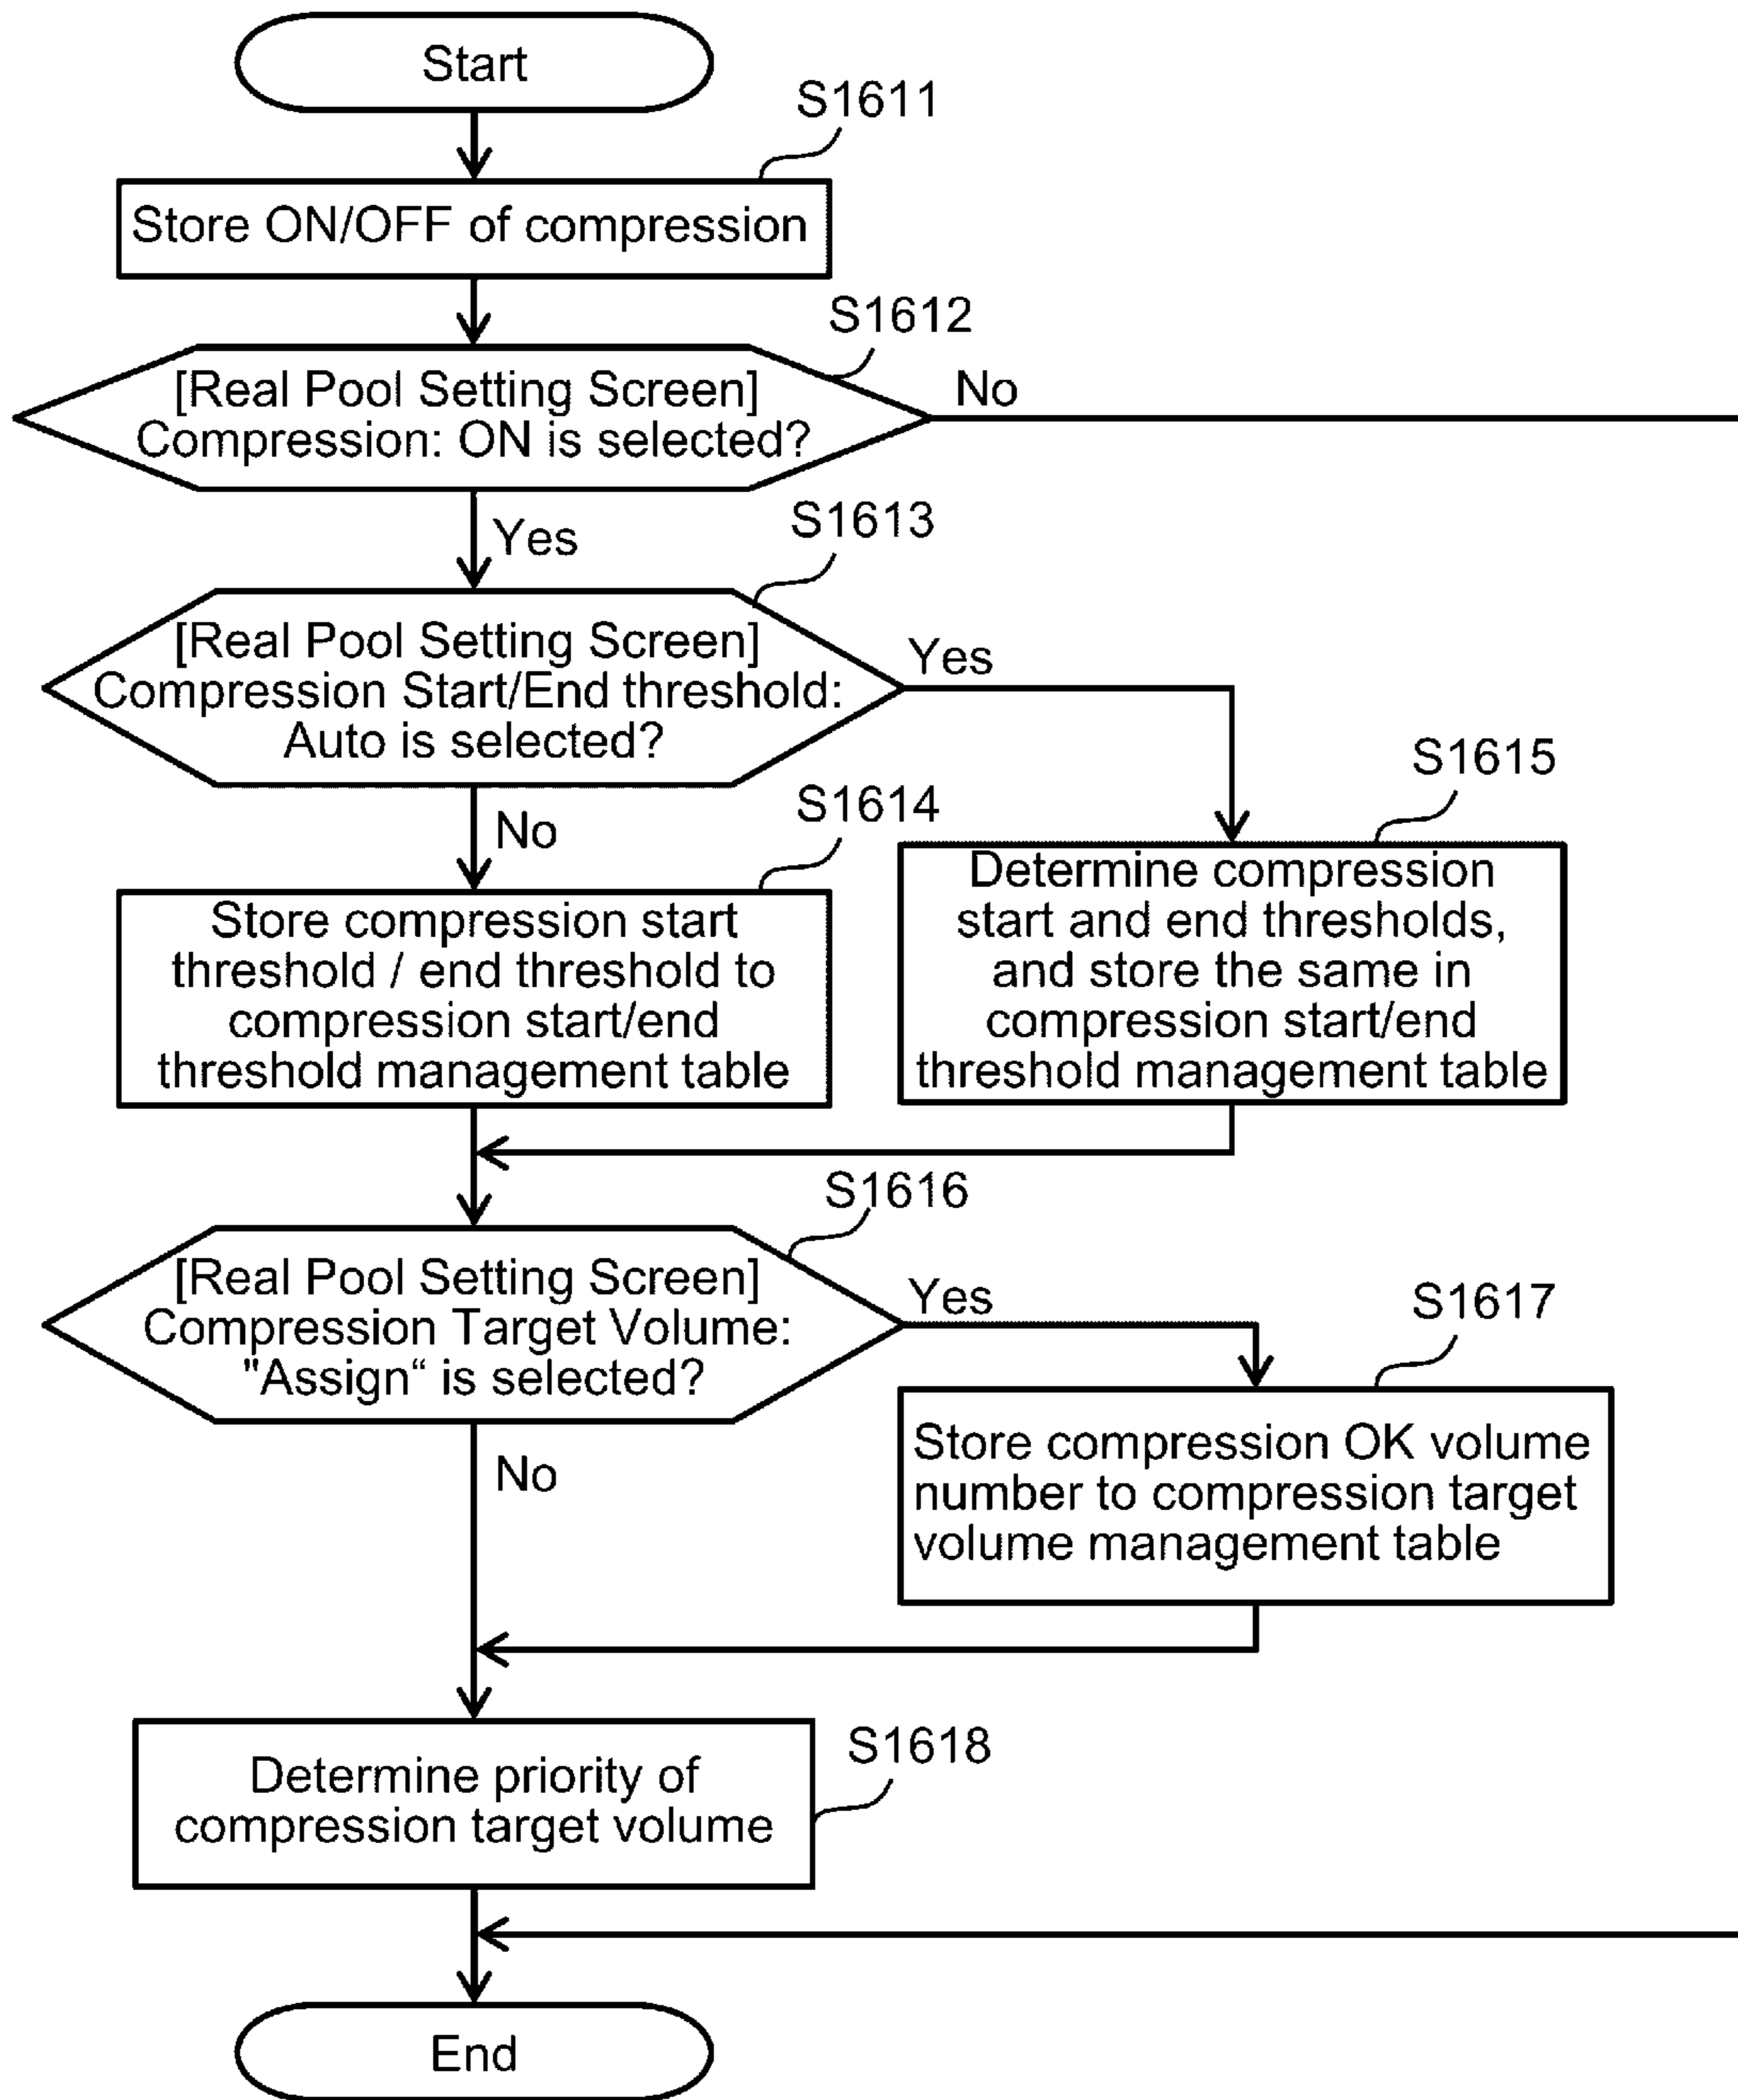 Start
S1611
Store ON/OFF of compression
S1612
[Real Pool Setting Screen]
Compression: ON is selected?
No
Yes
S1613
[Real Pool Setting Screen]
Compression Start/End threshold:
Auto is selected?
Yes
No
S1614
Store compression start
threshold / end threshold to
compression start/end
threshold management table
S1615
Determine compression
start and end thresholds,
and store the same in
compression start/end
threshold management table
S1616
[Real Pool Setting Screen]
Compression Target Volume:
"Assign“ is selected?
Yes
No
S1617
Store compression OK volume
number to compression target
volume management table
S1618
Determine priority of
compression target volume
End